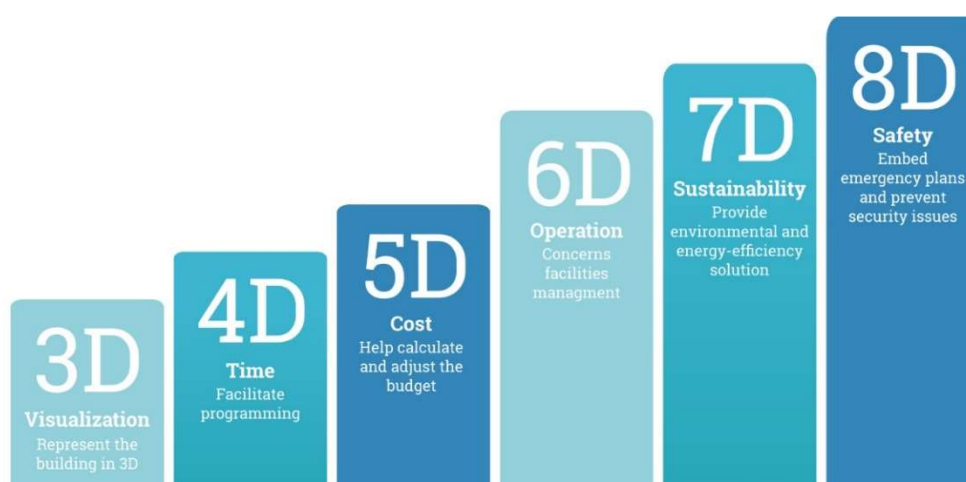 3D
Visualization
Represent the
building in 3D
4D
Time
Facilitate
programming
5D
Cost
Help calculate
and adjust the
budget
6D
Operation
Concerns
facilities
managment
7D
Sustainability
Provide
environmental and
energy-efficiency
solution
8D
Safety
Embed
emergency plans
and prevent
security issues